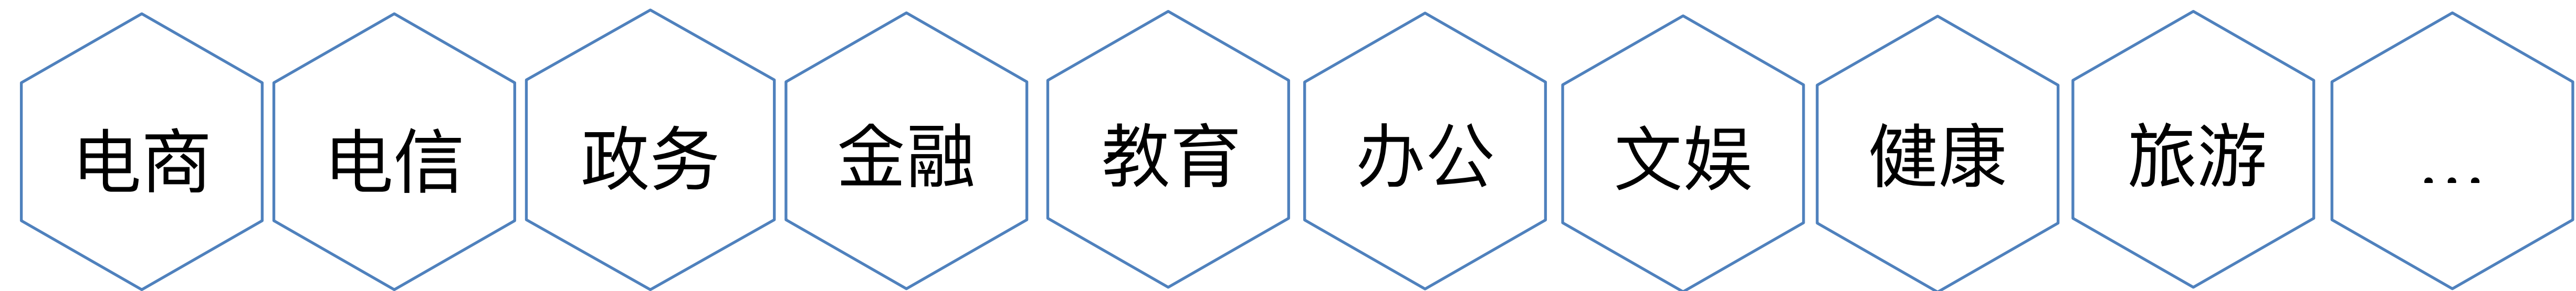 电商 电信 政务 金融 教育 办公 文娱 健康 旅游 ...